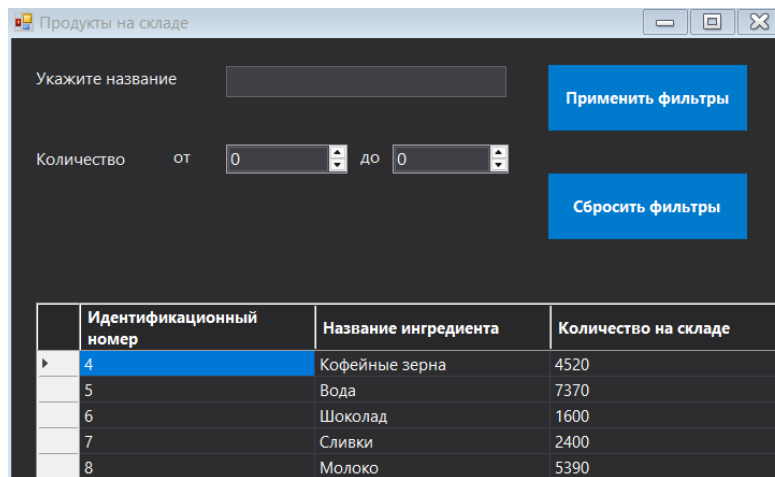 Продукты на складе
Укажите название
Применить фильтры
Количество от 0 до 0
Сбросить фильтры
Идентификационный номер Название ингредиента Количество на складе
4 Кофейные зерна 4520
5 Вода 7370
6 Шоколад 1600
7 Сливки 2400
8 Молоко 5390